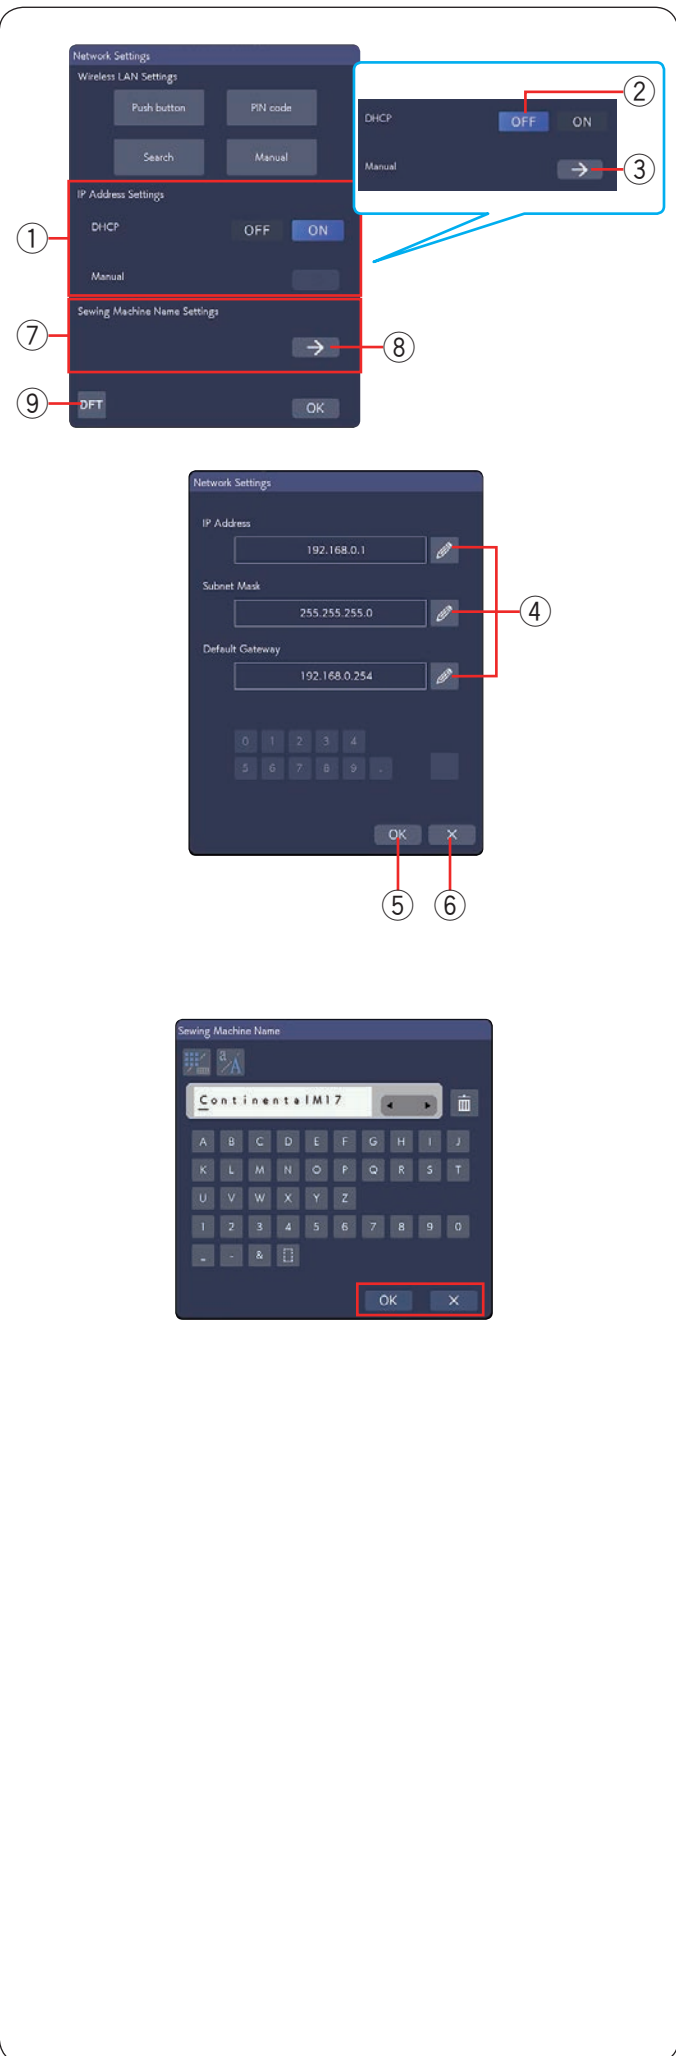 Network Settings
Wireless LAN Settings
Push button PIN code
Search Manual
IP Address Settings
DHCP OFF ON
Manual
Sewing Machine Name Settings
→
DFT OK
DHCP OFF ON
Manual →
① ② ③ ⑦ ⑧ ⑨
Network Settings
IP Address
192.168.0.1
Subnet Mask
255.255.255.0
④
Default Gateway
192.168.0.254
0 1 2 3 4
5 6 7 8 9 .
OK ×
⑤ ⑥
Sewing Machine Name
a/A
ContinentalM17
A B C D E F G H I J
K L M N O P Q R S T
U V W X Y Z
1 2 3 4 5 6 7 8 9 0
_ - &
OK ×